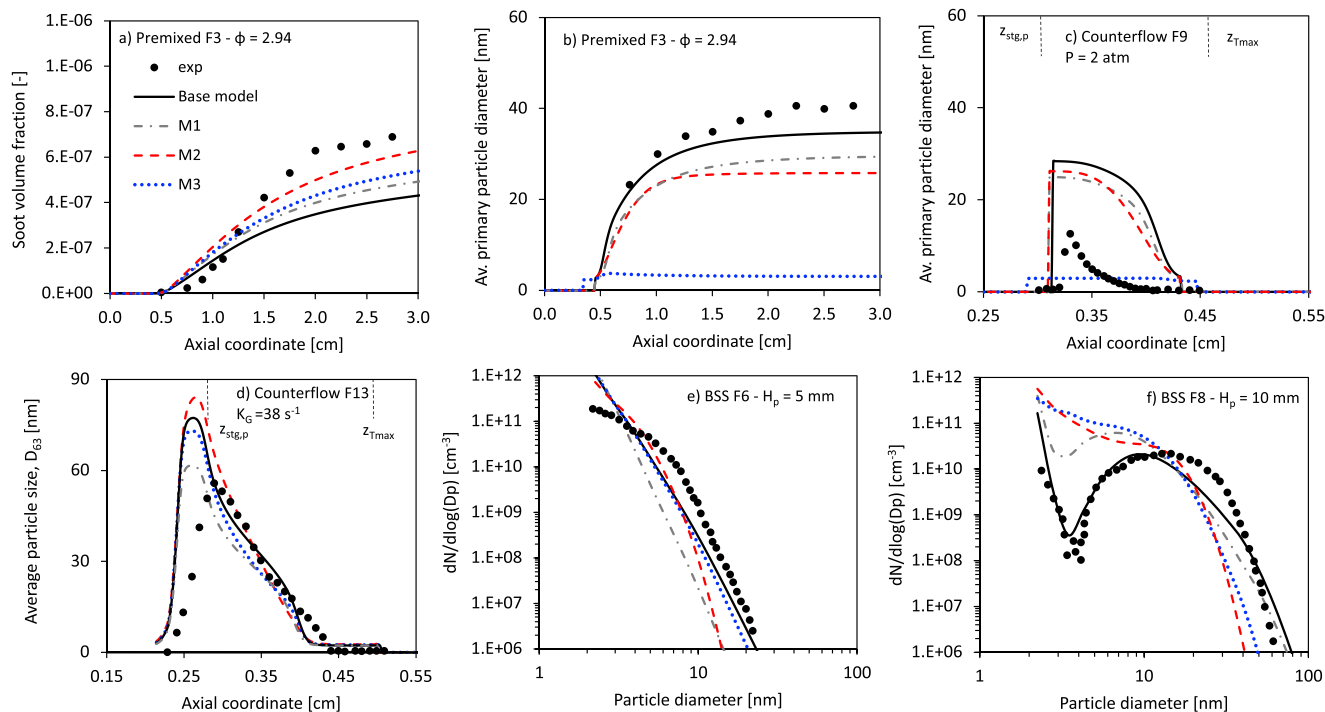 a) Premixed F3 - ϕ = 2.94
exp
Base model
M1
M2
M3
Soot volume fraction [-]
1.E-06
1.E-06
8.E-07
6.E-07
4.E-07
2.E-07
0.E+00
0.0 0.5 1.0 1.5 2.0 2.5 3.0
Axial coordinate [cm]
b) Premixed F3 - ϕ = 2.94
Av. primary particle diameter [nm]
60
40
20
0
0.0 0.5 1.0 1.5 2.0 2.5 3.0
Axial coordinate [cm]
z_stg,p
c) Counterflow F9
P = 2 atm
z_Tmax
Av. primary particle diameter [nm]
60
40
20
0
0.25 0.35 0.45 0.55
Axial coordinate [cm]
d) Counterflow F13
K_G =38 s⁻¹
z_stg,p
z_Tmax
Average particle size, D₆₃ [nm]
90
60
30
0
0.15 0.25 0.35 0.45 0.55
Axial coordinate [cm]
e) BSS F6 - H_p = 5 mm
dN/dlog(Dp) [cm⁻³]
1.E+12
1.E+11
1.E+10
1.E+09
1.E+08
1.E+07
1.E+06
1 10 100
Particle diameter [nm]
f) BSS F8 - H_p = 10 mm
dN/dlog(Dp) [cm⁻³]
1.E+12
1.E+11
1.E+10
1.E+09
1.E+08
1.E+07
1.E+06
1 10 100
Particle diameter [nm]